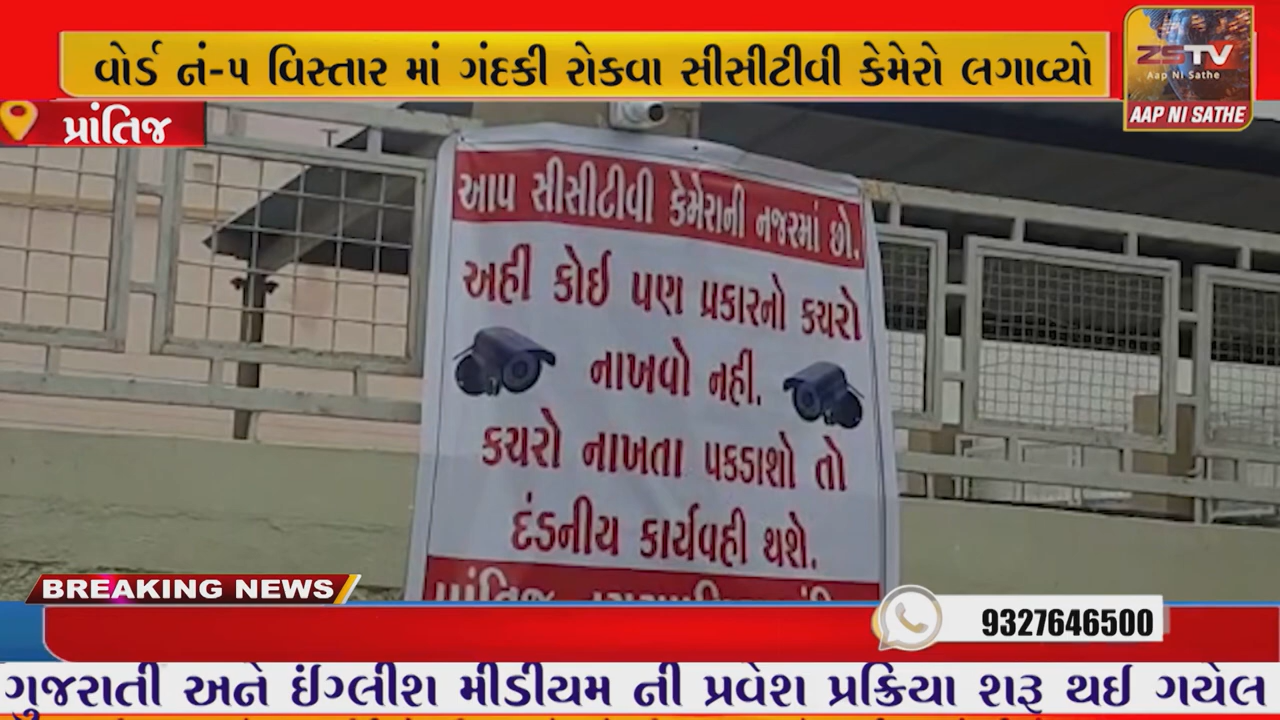 વોર્ડ નં-૫ વિસ્તાર માં ગંદકી રોકવા સીસીટીવી કેમેરો લગાવ્યો
ZSTV
Aap Ni Sathe
AAP NI SATHE
પ્રાંતિજ
આપ સીસીટીવી કેમેરાની નજરમાં છો.
અહી કોઈ પણ પ્રકારનો કચરો
નાખવો નહી.
કચરો નાખતા પકડાશો તો
દંડનીય કાર્યવહી થશે.
પ્રાંતિજ
BREAKING NEWS
9327646500
ગુજરાતી અને ઈંગ્લીશ મીડીયમ ની પ્રવેશ પ્રક્રિયા શરૂ થઈ ગયેલ